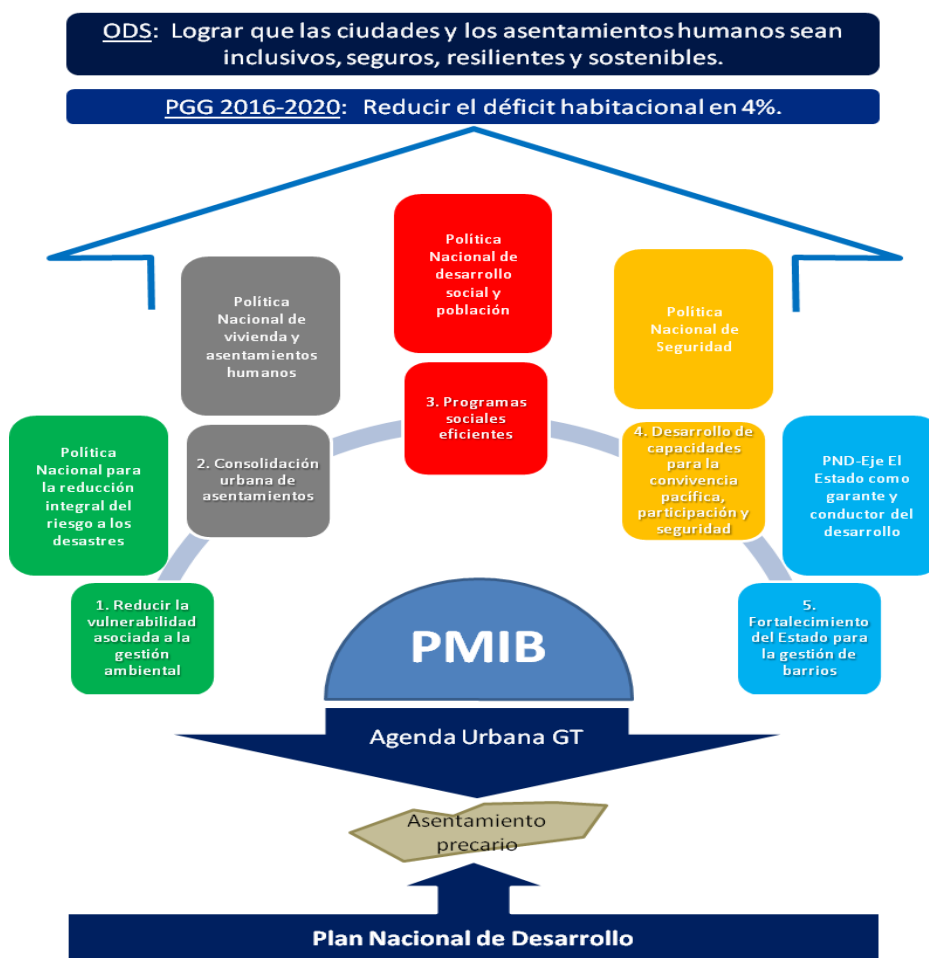 ODS: Lograr que las ciudades y los asentamientos humanos sean
inclusivos, seguros, resilientes y sostenibles.
PGG 2016-2020: Reducir el déficit habitacional en 4%.
Política
Nacional de
desarrollo
social y
población
Política
Nacional de
vivienda y
asentamientos
humanos
Política
Nacional de
Seguridad
3. Programas
sociales
eficientes
Política
Nacional para
la reducción
integral del
riesgo a los
desastres
2. Consolidación
urbana de
asentamientos
4. Desarrollo de
capacidades
para la
convivencia
pacífica,
participación y
seguridad
PND-Eje El
Estado como
garante y
conductor del
desarrollo
1. Reducir la
vulnerabilidad
asociada a la
gestión
ambiental
5.
Fortalecimiento
del Estado para
la gestión de
barrios
PMIB
Agenda Urbana GT
Asentamiento
precario
Plan Nacional de Desarrollo